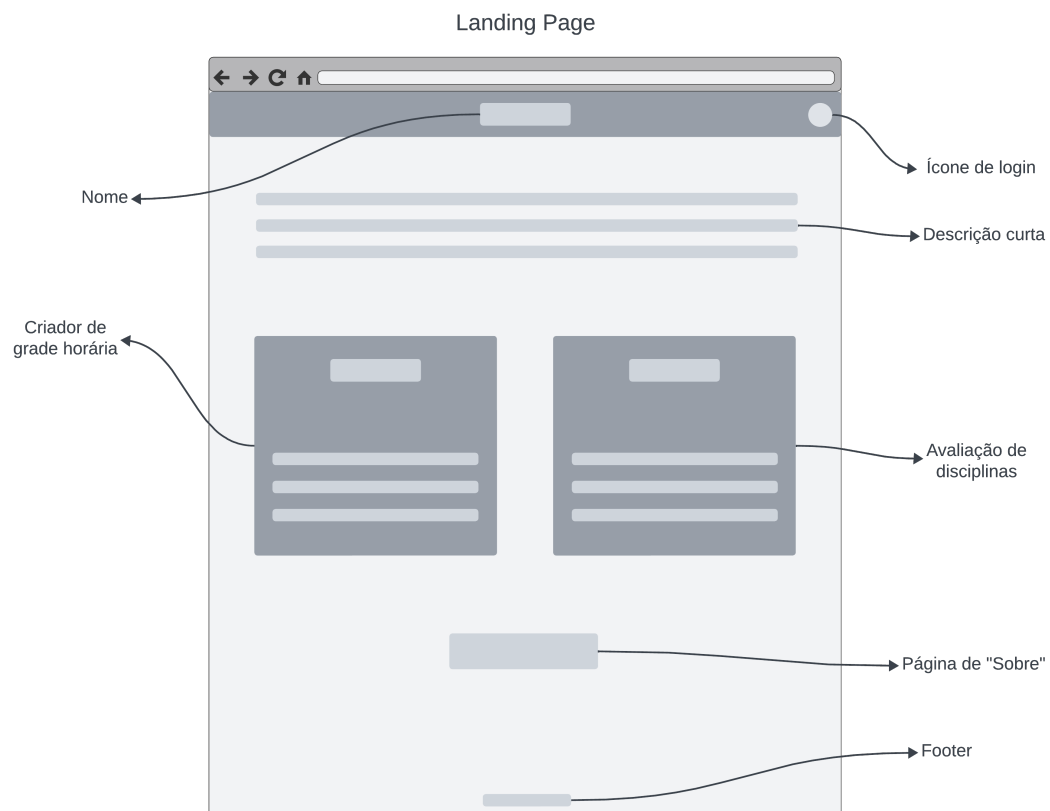 Landing Page
Ícone de login
Nome
Descrição curta
Criador de
grade horária
Avaliação de
disciplinas
Página de "Sobre"
Footer